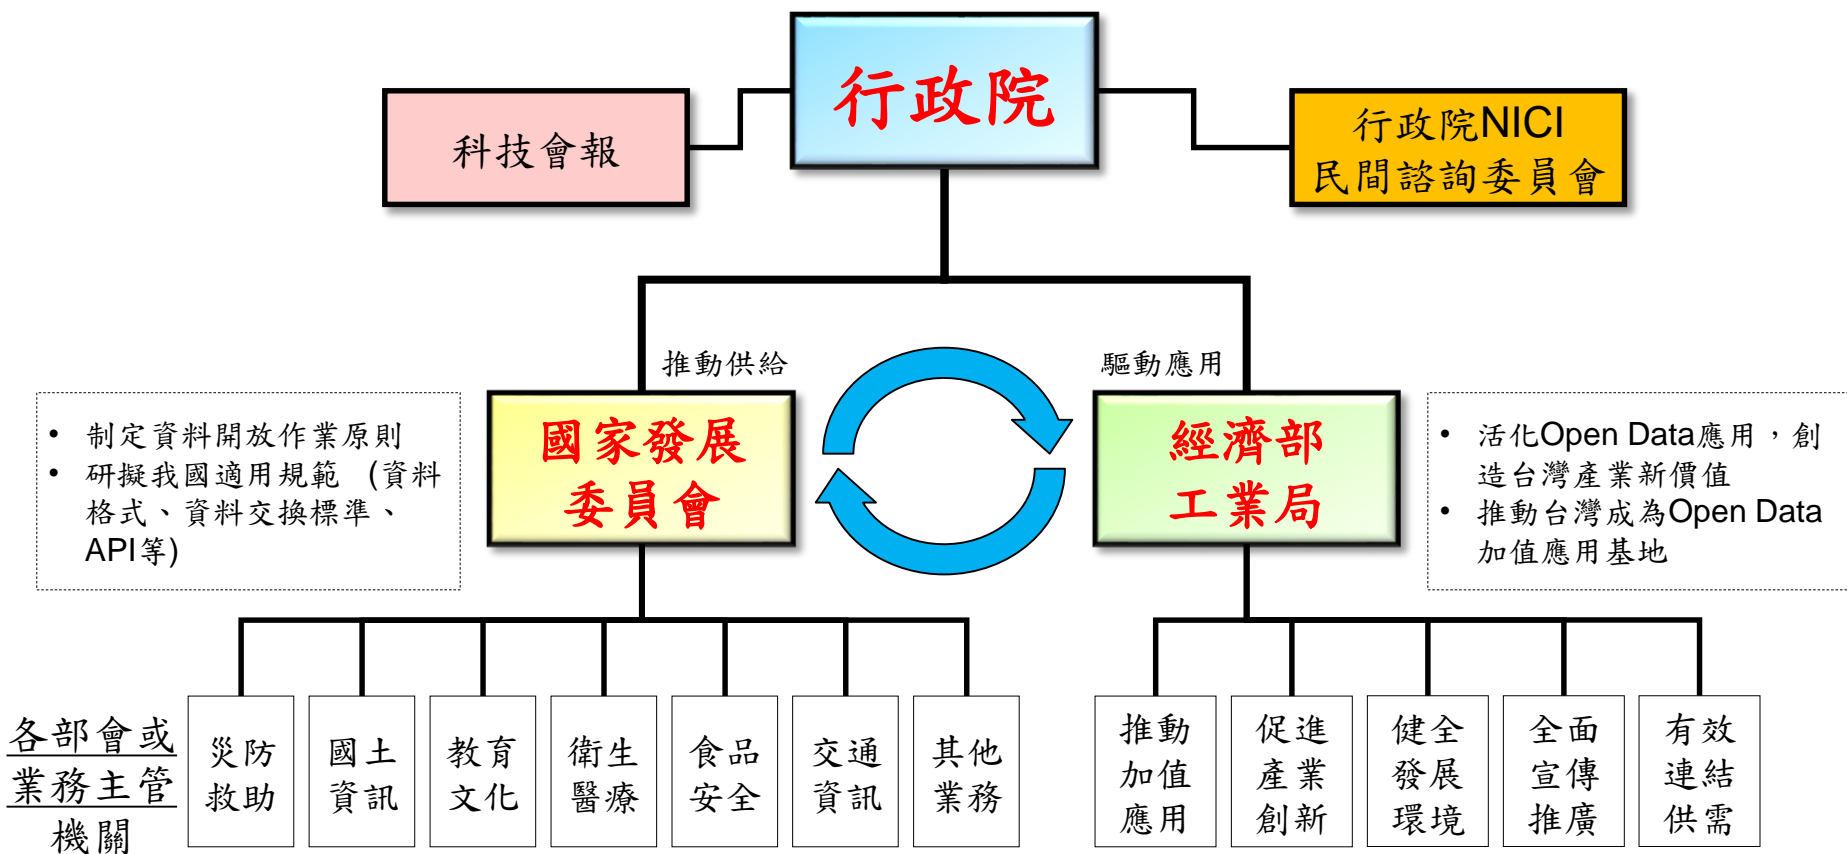 行政院
科技會報
行政院NICI
民間諮詢委員會
推動供給
驅動應用
• 制定資料開放作業原則
• 研擬我國適用規範 (資料
格式、資料交換標準、
API等)
國家發展
委員會
經濟部
工業局
• 活化Open Data應用,創
造台灣產業新價值
• 推動台灣成為Open Data
加值應用基地
各部會或
業務主管
機關
災防
救助
國土
資訊
教育
文化
衛生
醫療
食品
安全
交通
資訊
其他
業務
推動
加值
應用
促進
產業
創新
健全
發展
環境
全面
宣傳
推廣
有效
連結
供需